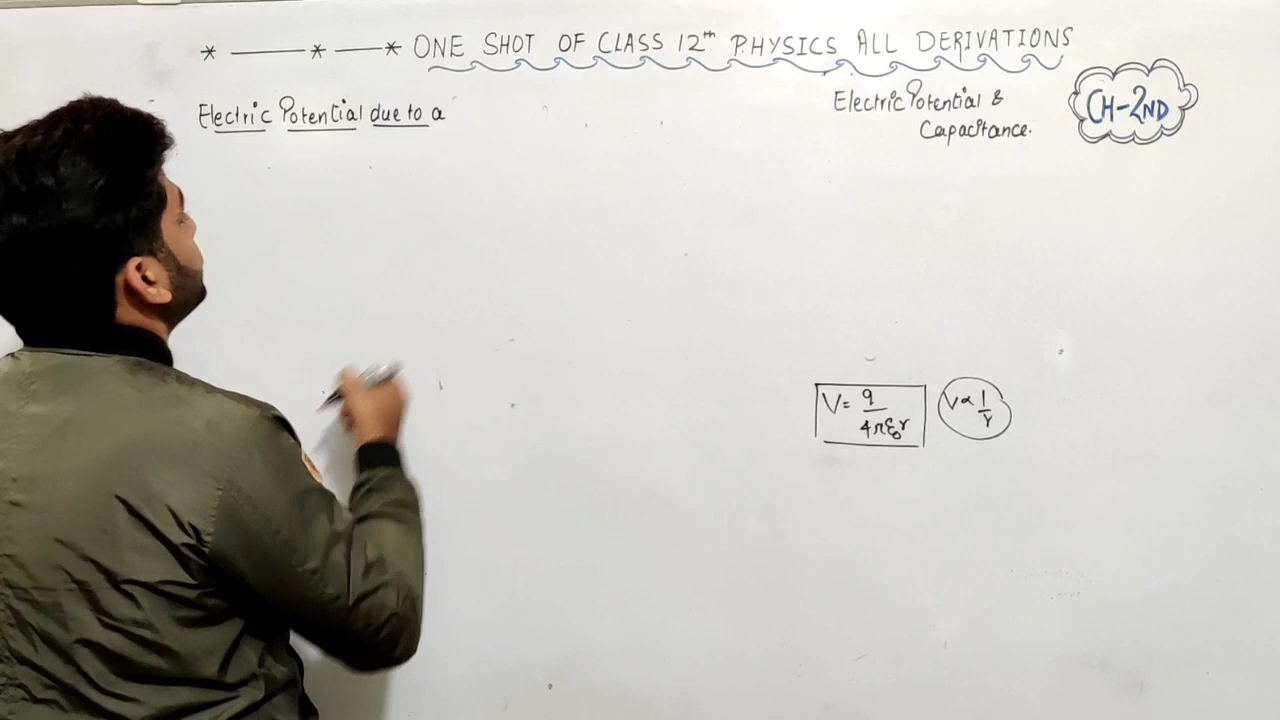 * —— * — * ONE SHOT OF CLASS 12th PHYSICS ALL DERIVATIONS
Electric Potential due to a
Electric Potential &
Capacitance.
CH-2ND
V = q / 4πε₀r
V ∝ 1/r